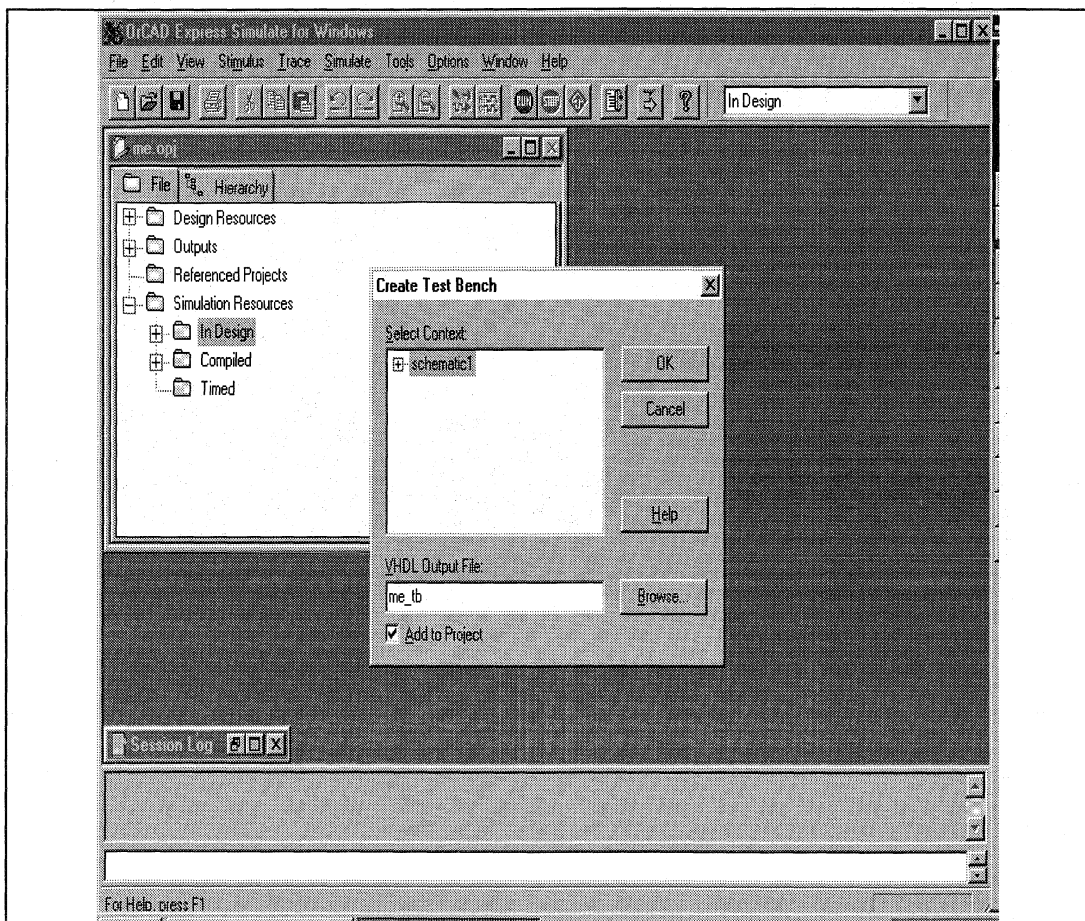 OrCAD Express Simulate for Windows
File Edit View Stimulus Trace Simulate Tools Options Window Help
In Design
me.opj
File Hierarchy
Design Resources
Outputs
Referenced Projects
Simulation Resources
In Design
Compiled
Timed
Create Test Bench
Select Context:
schematic1
OK
Cancel
Help
VHDL Output File:
me_tb
Browse...
Add to Project
Session Log
For Help, press F1